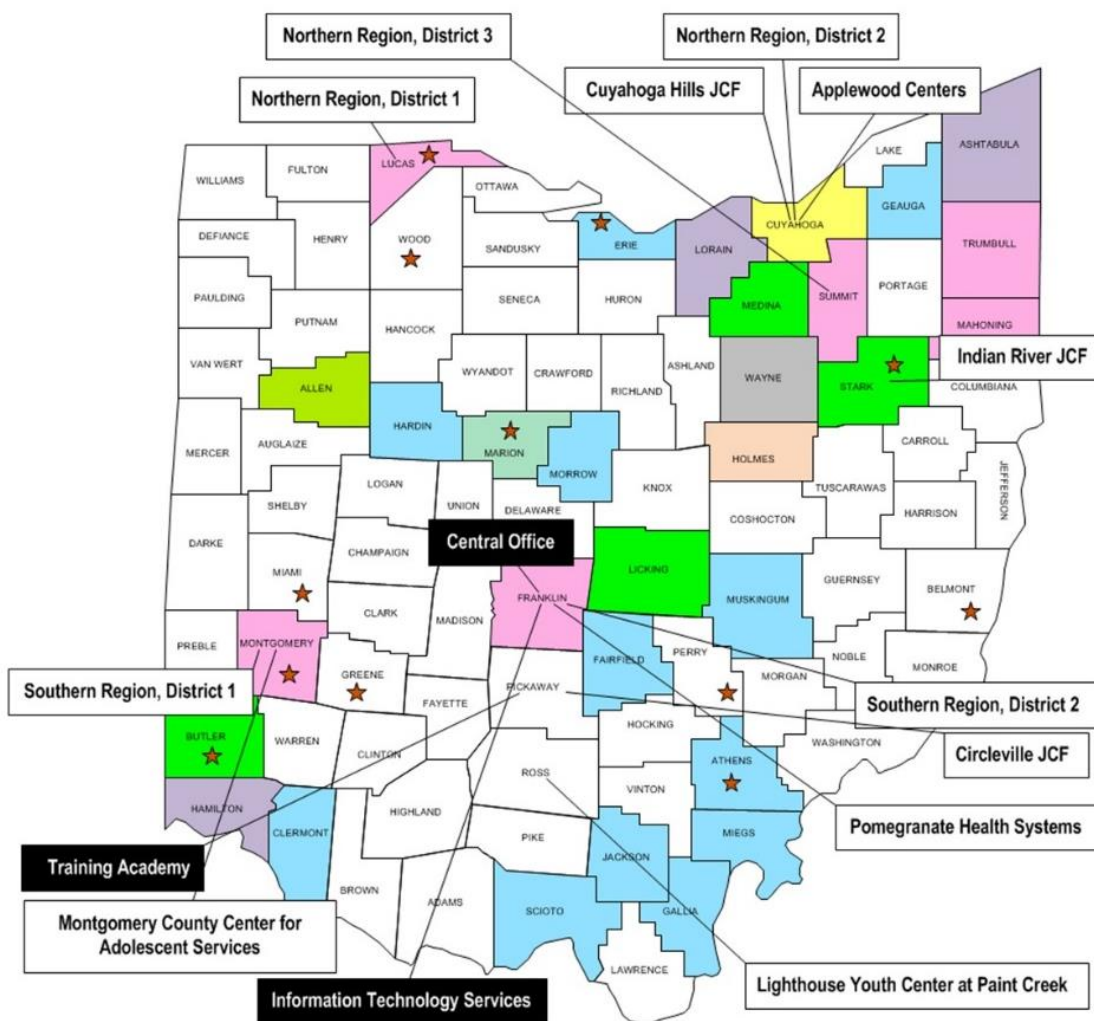 Northern Region, District 3
Northern Region, District 2
Cuyahoga Hills JCF
Applewood Centers
Northern Region, District 1
LUCAS
FULTON
WILLIAMS
OTTAWA
LAKE
ASHTABULA
GEAUGA
CUYAHOGA
DEFIANCE
HENRY
WOOD
SANDUSKY
ERIE
LORAIN
TRUMBULL
PAULDING
SENECA
HURON
MEDINA
SUMMIT
PORTAGE
PUTNAM
HANCOCK
MAHONING
VAN WERT
WYANDOT
CRAWFORD
RICHLAND
ASHLAND
WAYNE
Indian River JCF
ALLEN
STARK
COLUMBIANA
HARDIN
MERCER
AUGLAIZE
MARION
MORROW
HOLMES
CARROLL
KNOX
TUSCARAWAS
JEFFERSON
LOGAN
UNION
SHELBY
DELAWARE
COSHOCTON
HARRISON
DARKE
Central Office
CHAMPAIGN
MIAMI
LICKING
GUERNSEY
BELMONT
FRANKLIN
MUSKINGUM
CLARK
MADISON
PREBLE
MONTGOMERY
PERRY
NOBLE
MONROE
GREENE
FAIRFIELD
MORGAN
Southern Region, District 1
PICKAWAY
FAYETTE
Southern Region, District 2
HOCKING
BUTLER
WARREN
CLINTON
WASHINGTON
ATHENS
Circleville JCF
ROSS
VINTON
HAMILTON
HIGHLAND
CLERMONT
PIKE
MIEGS
Pomegranate Health Systems
Training Academy
JACKSON
BROWN
ADAMS
SCIOTO
GALLIA
Montgomery County Center for
Adolescent Services
LAWRENCE
Lighthouse Youth Center at Paint Creek
Information Technology Services